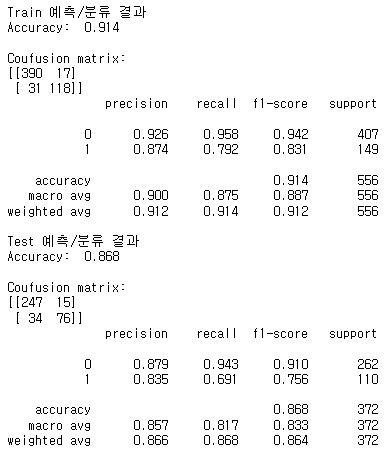 Train 예측/분류 결과
Accuracy:  0.914
Coufusion matrix:
[[390  17]
 [ 31 118]]
              precision    recall  f1-score   support
           0      0.926     0.958     0.942       407
           1      0.874     0.792     0.831       149
    accuracy                          0.914       556
   macro avg      0.900     0.875     0.887       556
weighted avg      0.912     0.914     0.912       556
Test 예측/분류 결과
Accuracy:  0.868
Coufusion matrix:
[[247  15]
 [ 34  76]]
              precision    recall  f1-score   support
           0      0.879     0.943     0.910       262
           1      0.835     0.691     0.756       110
    accuracy                          0.868       372
   macro avg      0.857     0.817     0.833       372
weighted avg      0.866     0.868     0.864       372